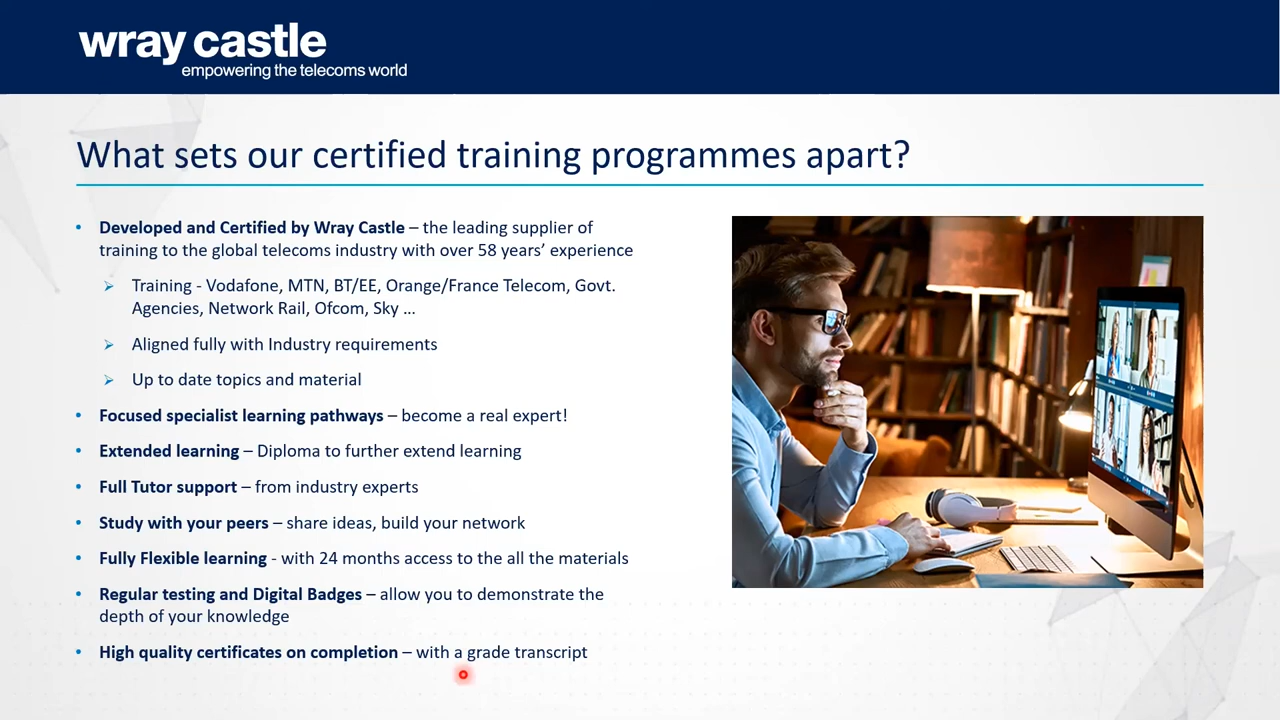 wray castle
empowering the telecoms world
What sets our certified training programmes apart?
• Developed and Certified by Wray Castle – the leading supplier of
training to the global telecoms industry with over 58 years’ experience
➢ Training - Vodafone, MTN, BT/EE, Orange/France Telecom, Govt.
Agencies, Network Rail, Ofcom, Sky ...
➢ Aligned fully with Industry requirements
➢ Up to date topics and material
• Focused specialist learning pathways – become a real expert!
• Extended learning – Diploma to further extend learning
• Full Tutor support – from industry experts
• Study with your peers – share ideas, build your network
• Fully Flexible learning - with 24 months access to the all the materials
• Regular testing and Digital Badges – allow you to demonstrate the
depth of your knowledge
• High quality certificates on completion – with a grade transcript